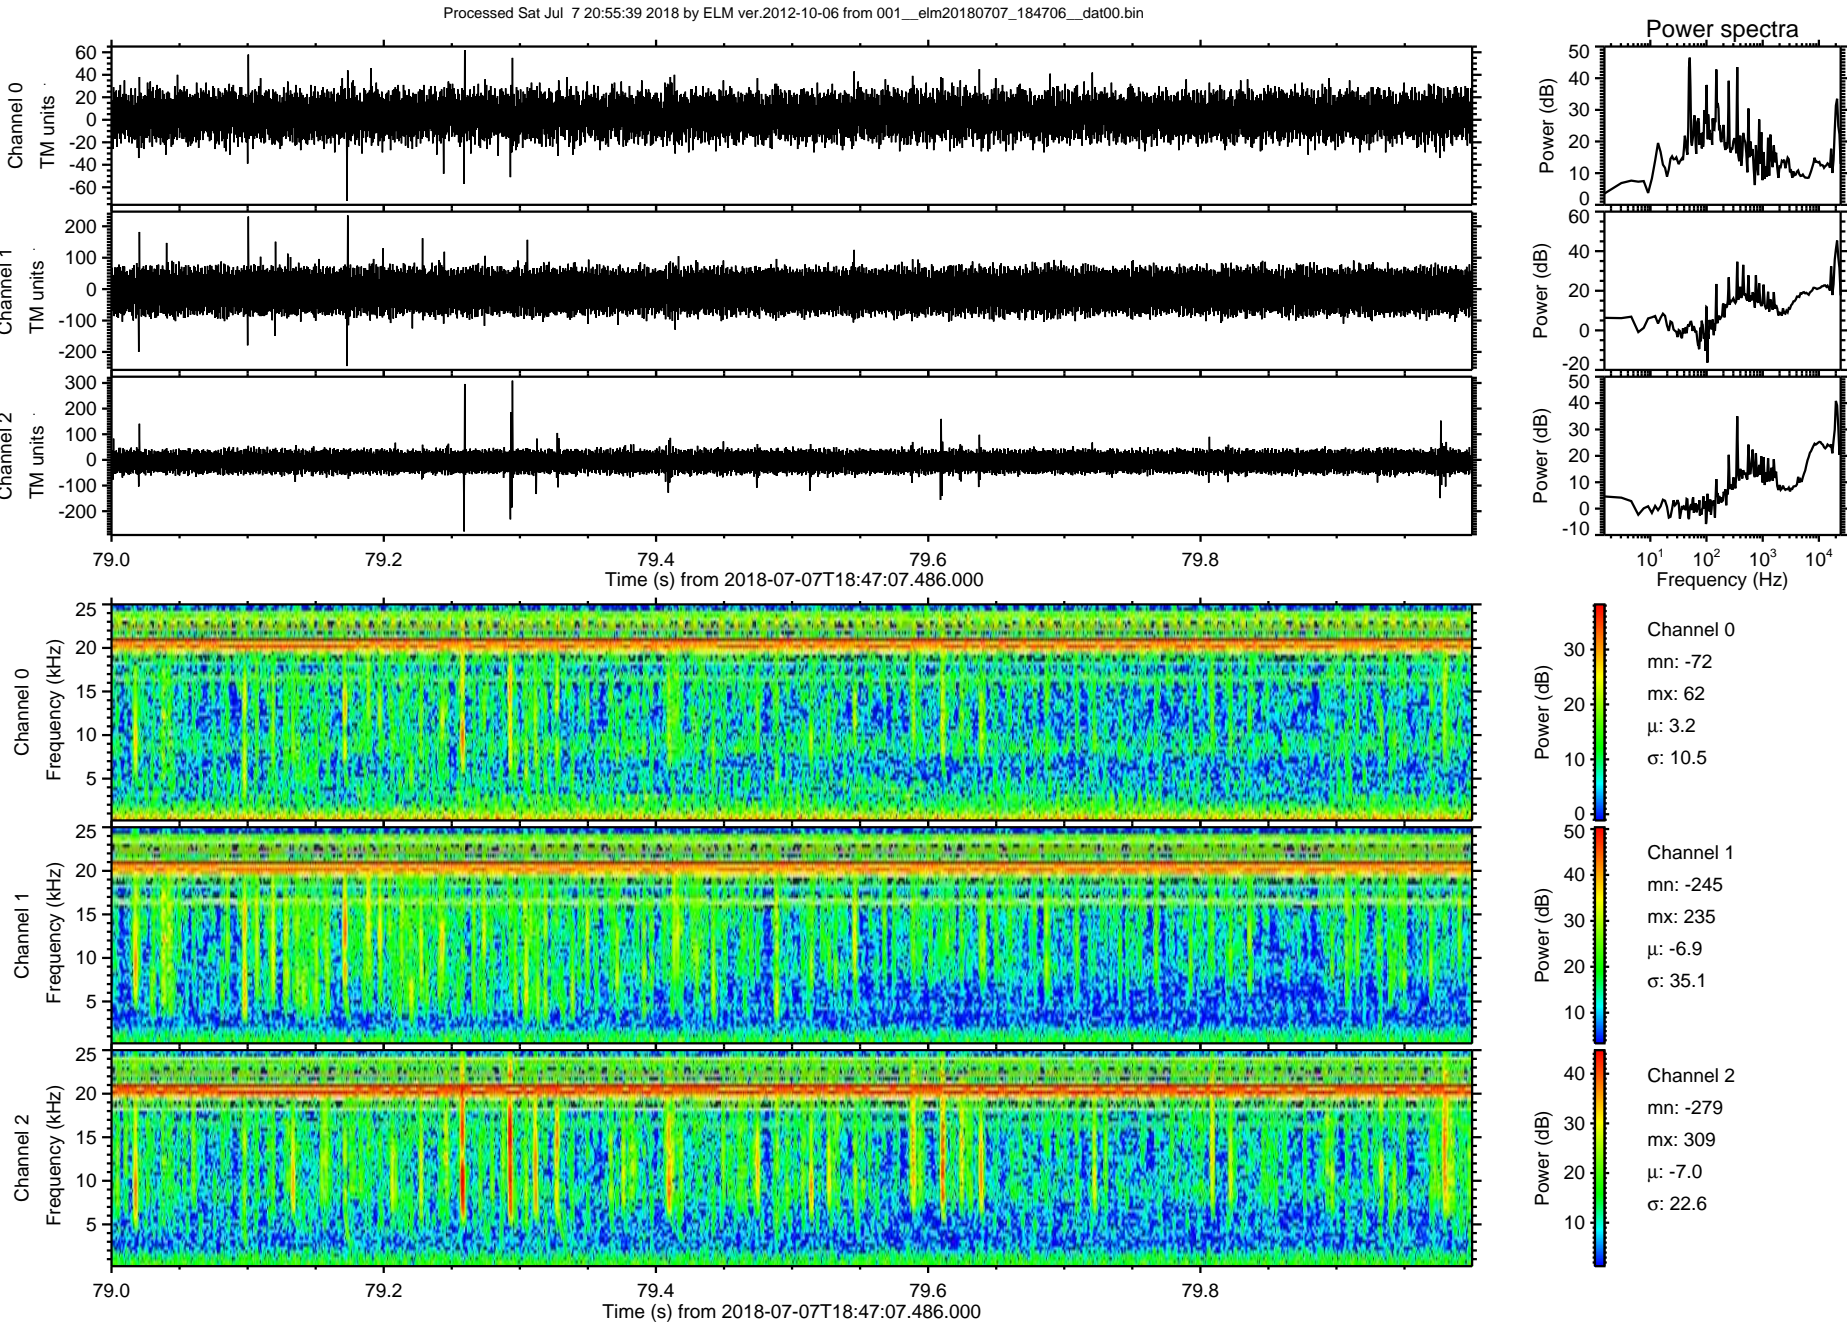 Processed Sat Jul 7 20:55:39 2018 by ELM ver.2012-10-06 from 001__elm20180707_184706__dat00.bin
Power spectra
Channel 0
TM units
60
40
20
0
-20
-40
-60
Power (dB)
50
40
30
20
10
0
Channel 1
TM units
200
100
0
-100
-200
Power (dB)
60
40
20
0
-20
Channel 2
TM units
300
200
100
0
-100
-200
Power (dB)
50
40
30
20
10
0
-10
79.0 79.2 79.4 79.6 79.8
Time (s) from 2018-07-07T18:47:07.486.000
10¹ 10² 10³ 10⁴
Frequency (Hz)
Channel 0
Frequency (kHz)
25
20
15
10
5
Power (dB)
30
20
10
0
Channel 0
mn: -72
mx: 62
μ: 3.2
σ: 10.5
Channel 1
Frequency (kHz)
25
20
15
10
5
Power (dB)
50
40
30
20
10
Channel 1
mn: -245
mx: 235
μ: -6.9
σ: 35.1
Channel 2
Frequency (kHz)
25
20
15
10
5
Power (dB)
40
30
20
10
Channel 2
mn: -279
mx: 309
μ: -7.0
σ: 22.6
79.0 79.2 79.4 79.6 79.8
Time (s) from 2018-07-07T18:47:07.486.000